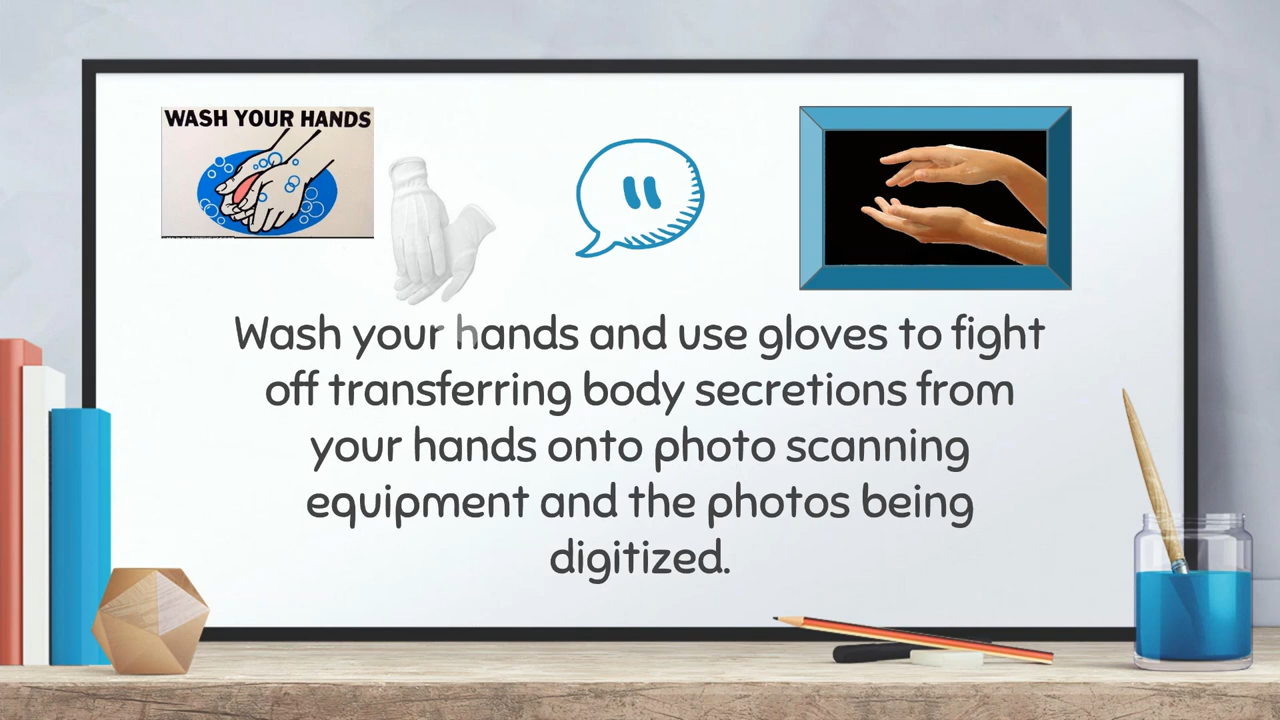 WASH YOUR HANDS
Wash your hands and use gloves to fight
off transferring body secretions from
your hands onto photo scanning
equipment and the photos being
digitized.